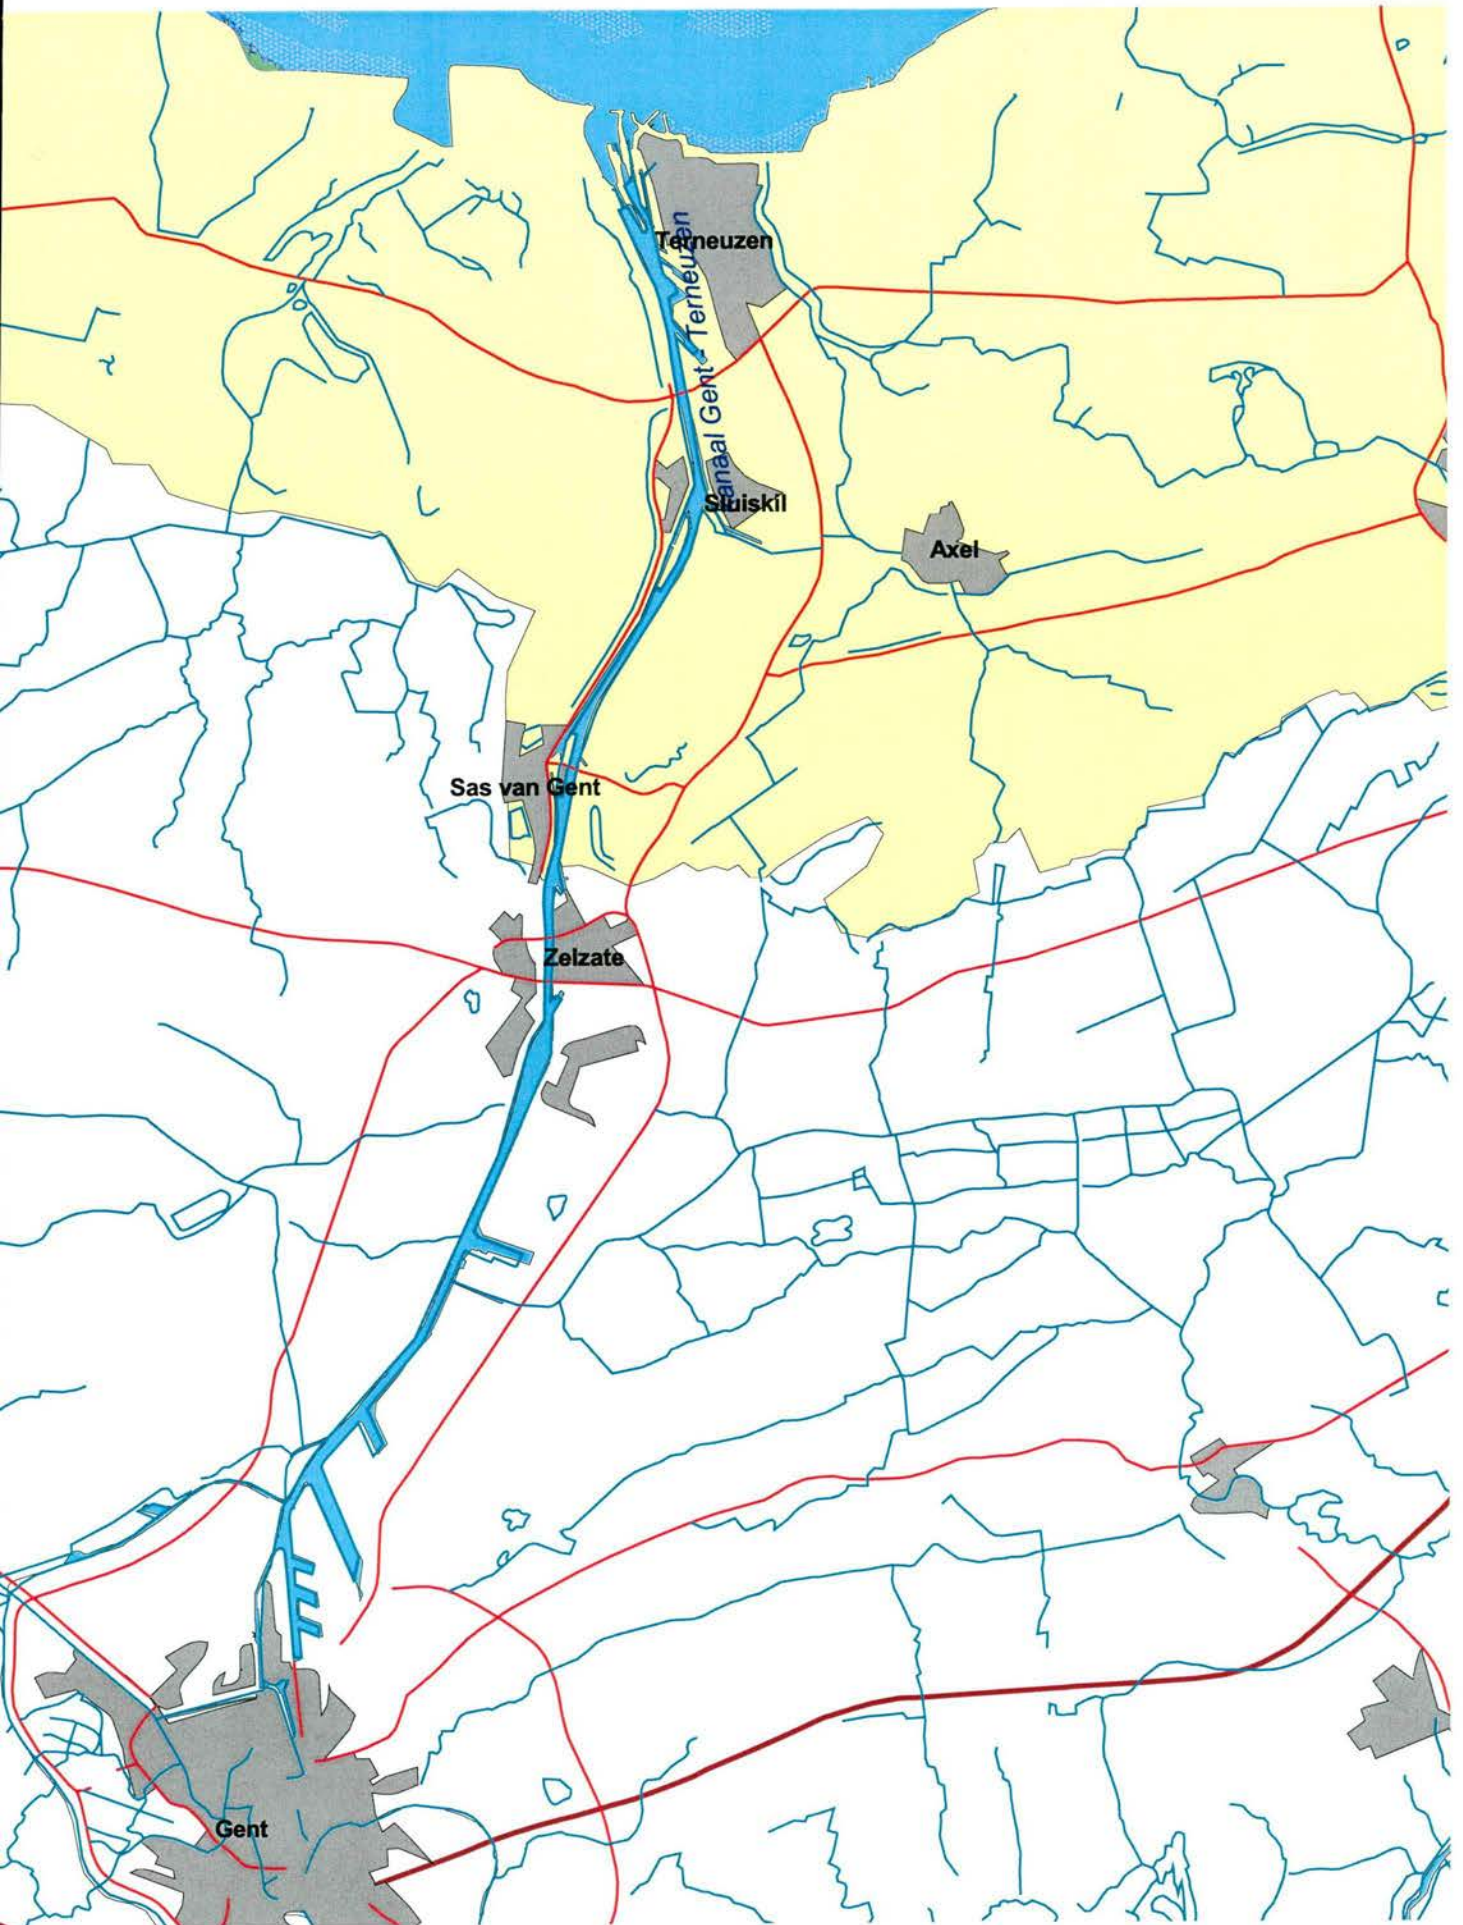 Terneuzen
Kanaal Gent - Terneuzen
Sluiskil
Axel
Sas van Gent
Zelzate
Gent